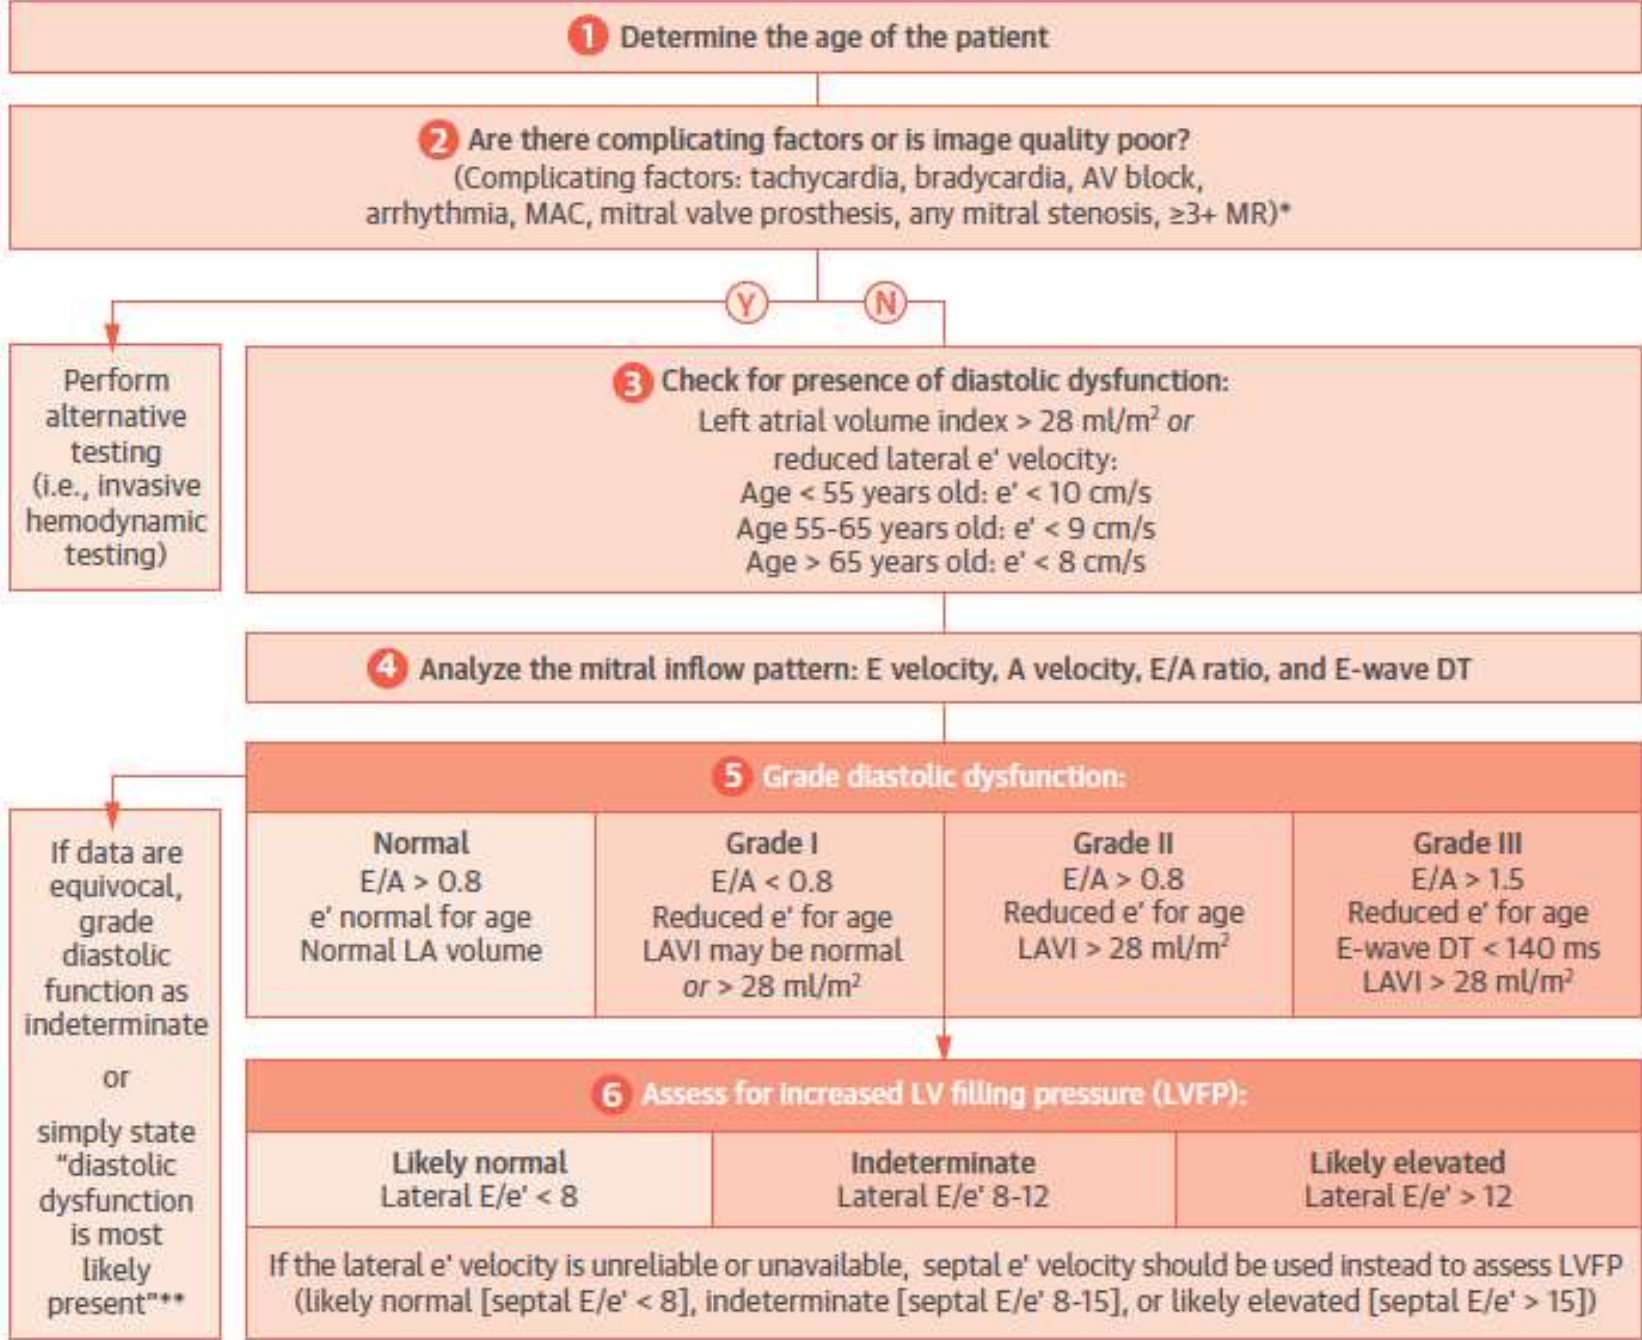 1 Determine the age of the patient
2 Are there complicating factors or is image quality poor?
(Complicating factors: tachycardia, bradycardia, AV block,
arrhythmia, MAC, mitral valve prosthesis, any mitral stenosis, ≥3+ MR)*
Y
N
Perform
alternative
testing
(i.e., invasive
hemodynamic
testing)
3 Check for presence of diastolic dysfunction:
Left atrial volume index > 28 ml/m² or
reduced lateral e' velocity:
Age < 55 years old: e' < 10 cm/s
Age 55-65 years old: e' < 9 cm/s
Age > 65 years old: e' < 8 cm/s
4 Analyze the mitral inflow pattern: E velocity, A velocity, E/A ratio, and E-wave DT
5 Grade diastolic dysfunction:
Normal
E/A > 0.8
e' normal for age
Normal LA volume
Grade I
E/A < 0.8
Reduced e' for age
LAVI may be normal
or > 28 ml/m²
Grade II
E/A > 0.8
Reduced e' for age
LAVI > 28 ml/m²
Grade III
E/A > 1.5
Reduced e' for age
E-wave DT < 140 ms
LAVI > 28 ml/m²
If data are
equivocal,
grade
diastolic
function as
indeterminate
or
simply state
"diastolic
dysfunction
is most
likely
present"**
6 Assess for increased LV filling pressure (LVFP):
Likely normal
Lateral E/e' < 8
Indeterminate
Lateral E/e' 8-12
Likely elevated
Lateral E/e' > 12
If the lateral e' velocity is unreliable or unavailable, septal e' velocity should be used instead to assess LVFP
(likely normal [septal E/e' < 8], indeterminate [septal E/e' 8-15], or likely elevated [septal E/e' > 15])